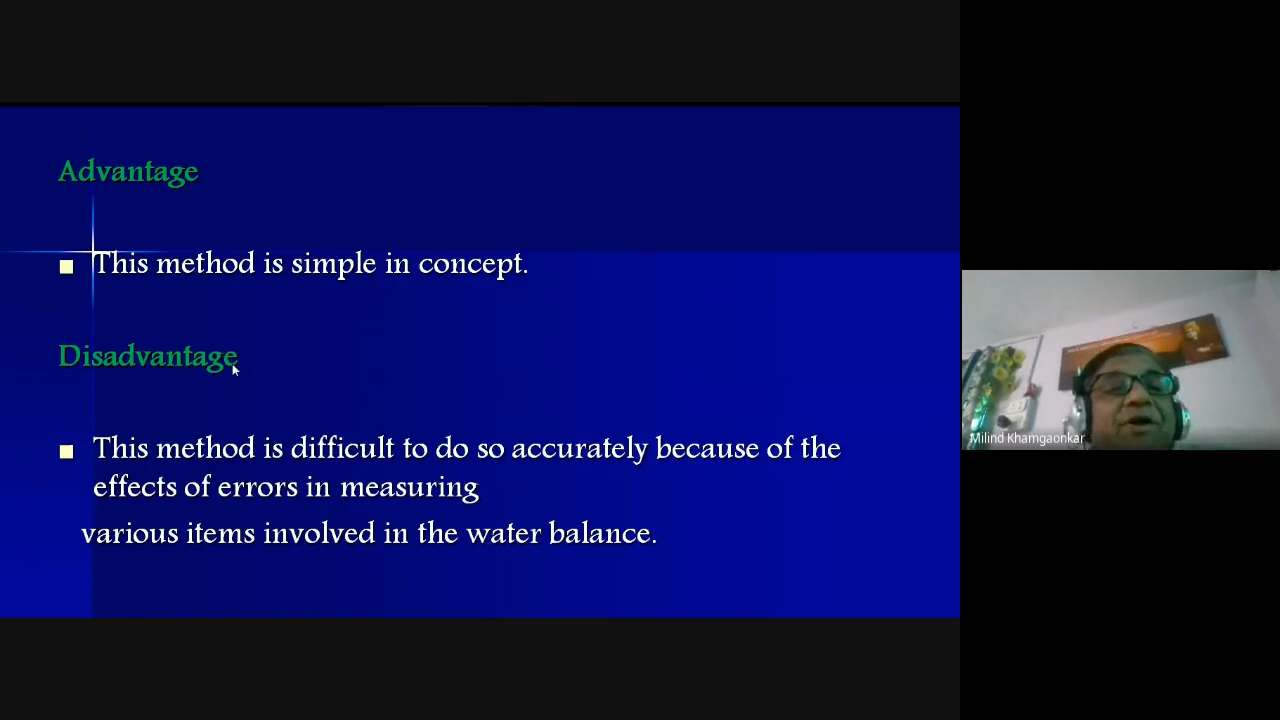 Advantage
This method is simple in concept.
Disadvantage
This method is difficult to do so accurately because of the
effects of errors in measuring
various items involved in the water balance.
Milind Khamgaonkar